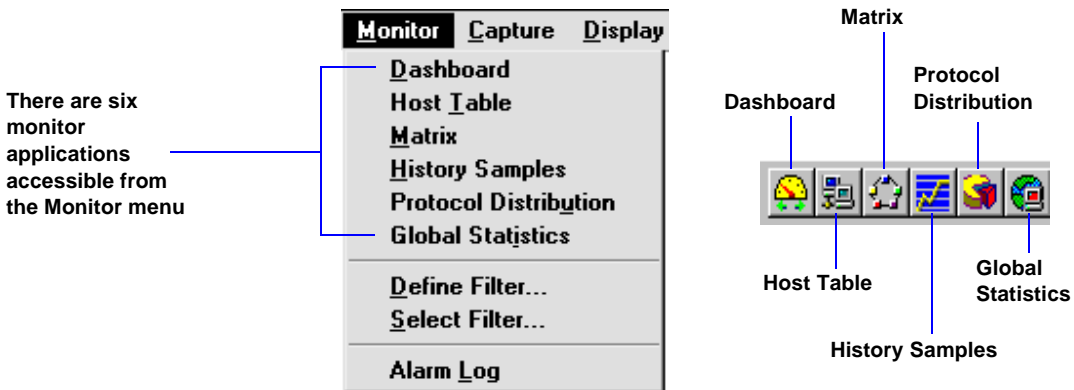 There are six
monitor
applications
accessible from
the Monitor menu
Monitor Capture Display
Dashboard
Host Table
Matrix
History Samples
Protocol Distribution
Global Statistics
Define Filter...
Select Filter...
Alarm Log
Matrix
Dashboard
Protocol
Distribution
Host Table
Global
Statistics
History Samples